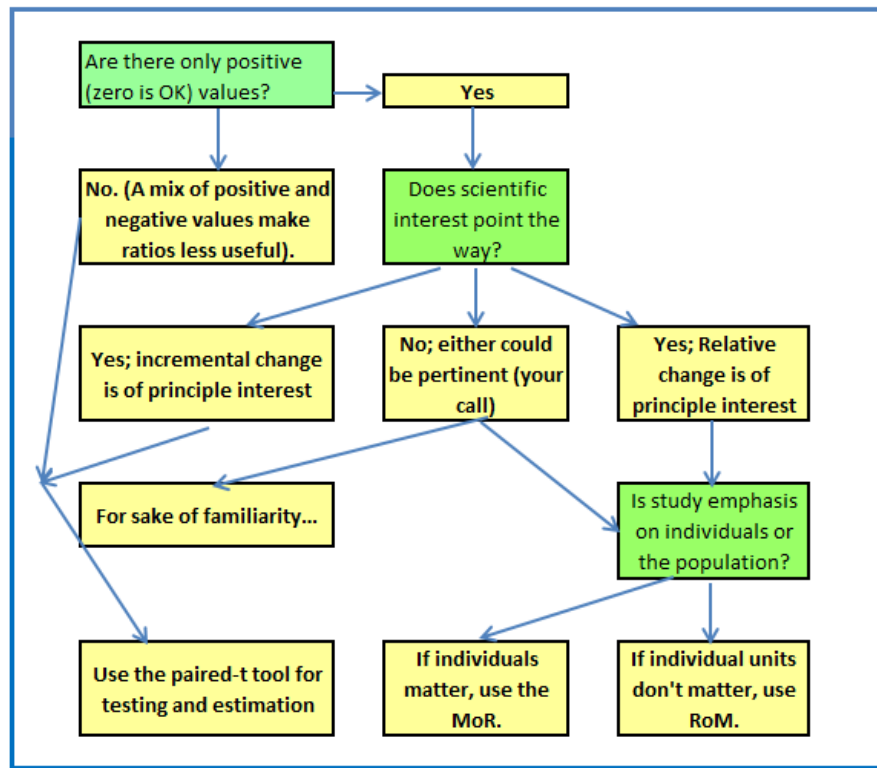 Are there only positive
(zero is OK) values?
Yes
No. (A mix of positive and
negative values make
ratios less useful).
Does scientific
interest point the
way?
Yes; incremental change
is of principle interest
No; either could
be pertinent (your
call)
Yes; Relative
change is of
principle interest
For sake of familiarity...
Is study emphasis
on individuals or
the population?
Use the paired-t tool for
testing and estimation
If individuals
matter, use the
MoR.
If individual units
don't matter, use
RoM.